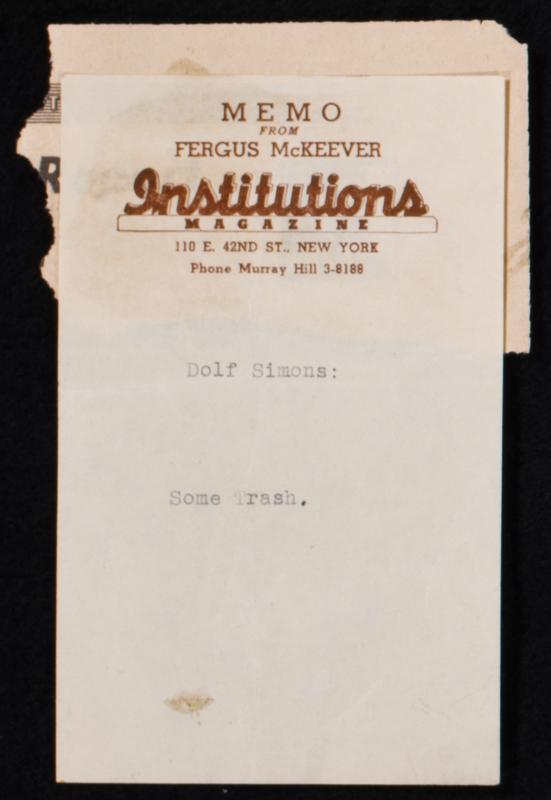 T
R
MEMO
FROM
FERGUS McKEEVER
Institutions
MAGAZINE
110 E. 42ND ST., NEW YORK
Phone Murray Hill 3-8188
Dolf Simons:
Some Trash.